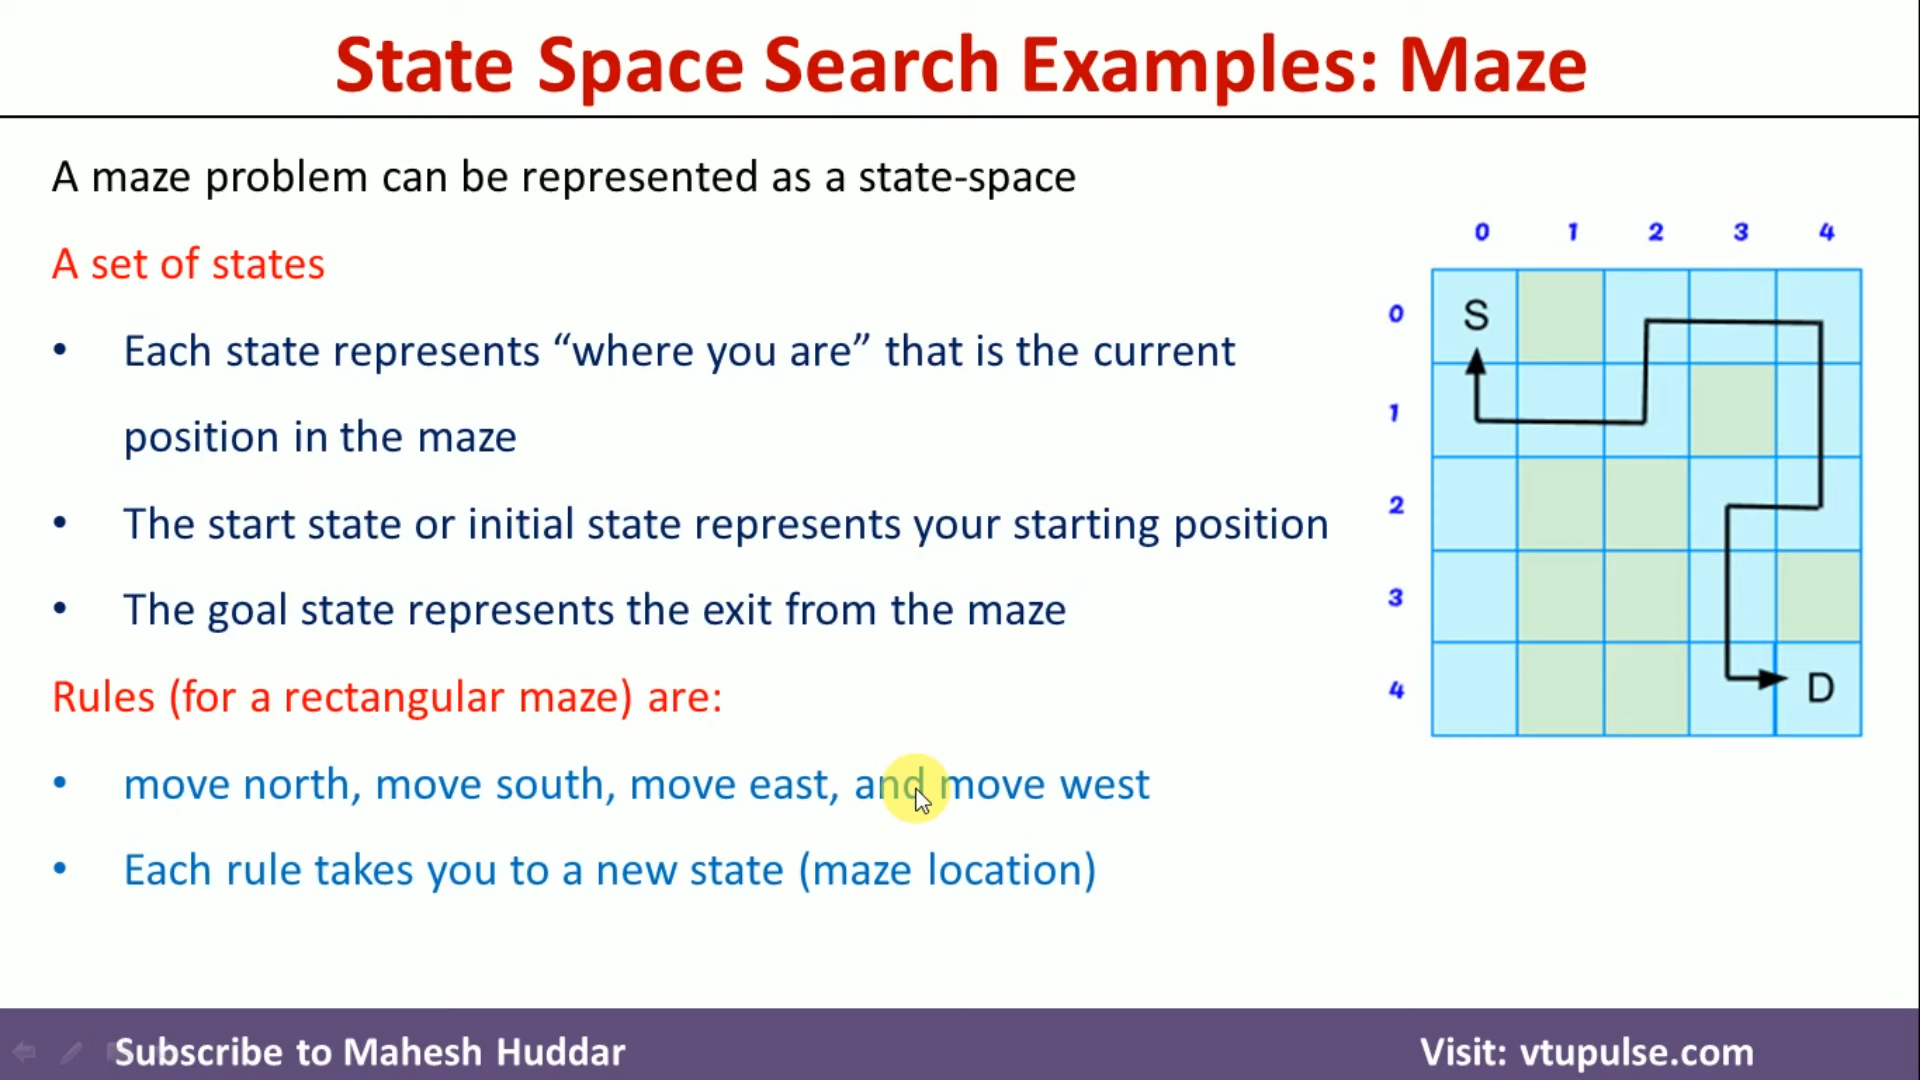 State Space Search Examples: Maze
A maze problem can be represented as a state-space
A set of states
• Each state represents “where you are” that is the current
position in the maze
• The start state or initial state represents your starting position
• The goal state represents the exit from the maze
Rules (for a rectangular maze) are:
• move north, move south, move east, and move west
• Each rule takes you to a new state (maze location)
0 1 2 3 4
0 S
1
2
3
4 D
Subscribe to Mahesh Huddar
Visit: vtupulse.com